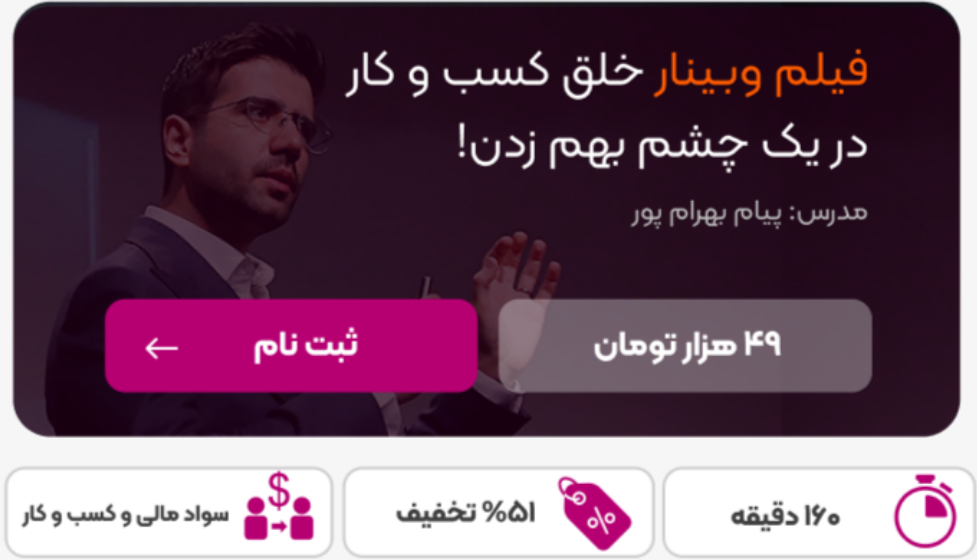 فیلم وبینار خلق کسب و کار
در یک چشم بهم زدن!
مدرس: پیام بهرام پور
۴۹ هزار تومان
ثبت نام ←
۱۶۰ دقیقه
۵۱% تخفیف
سواد مالی و کسب و کار